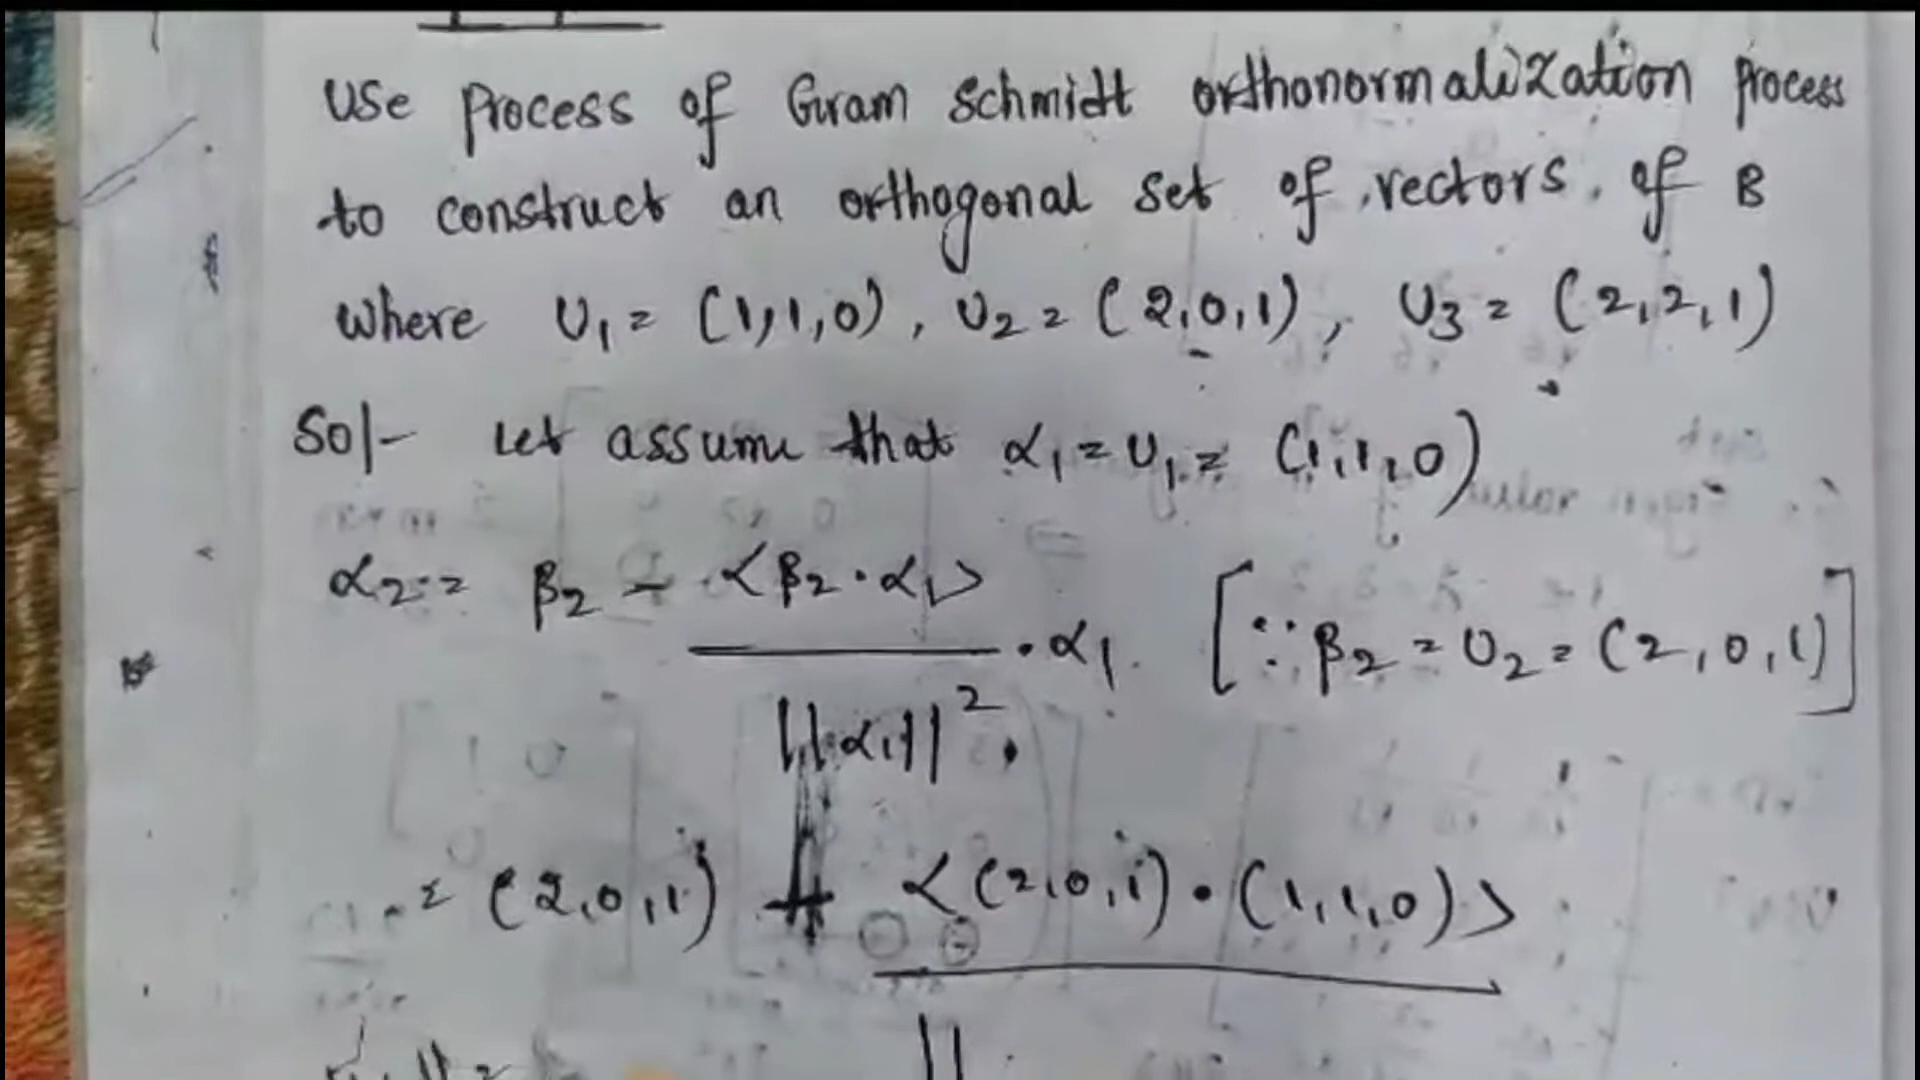 Use process of Gram Schmidt orthonormalization process
to construct an orthogonal set of vectors. of B
where U₁ = (1,1,0), U₂ = (2,0,1), U₃ = (2,2,1)
Sol- Let assume that α₁ = U₁ = (1,1,0)
α₂ = β₂ - <β₂·α₁> / ||α₁||² · α₁ [∵ β₂ = U₂ = (2,0,1)]
= (2,0,1) - <(2,0,1)·(1,1,0)>